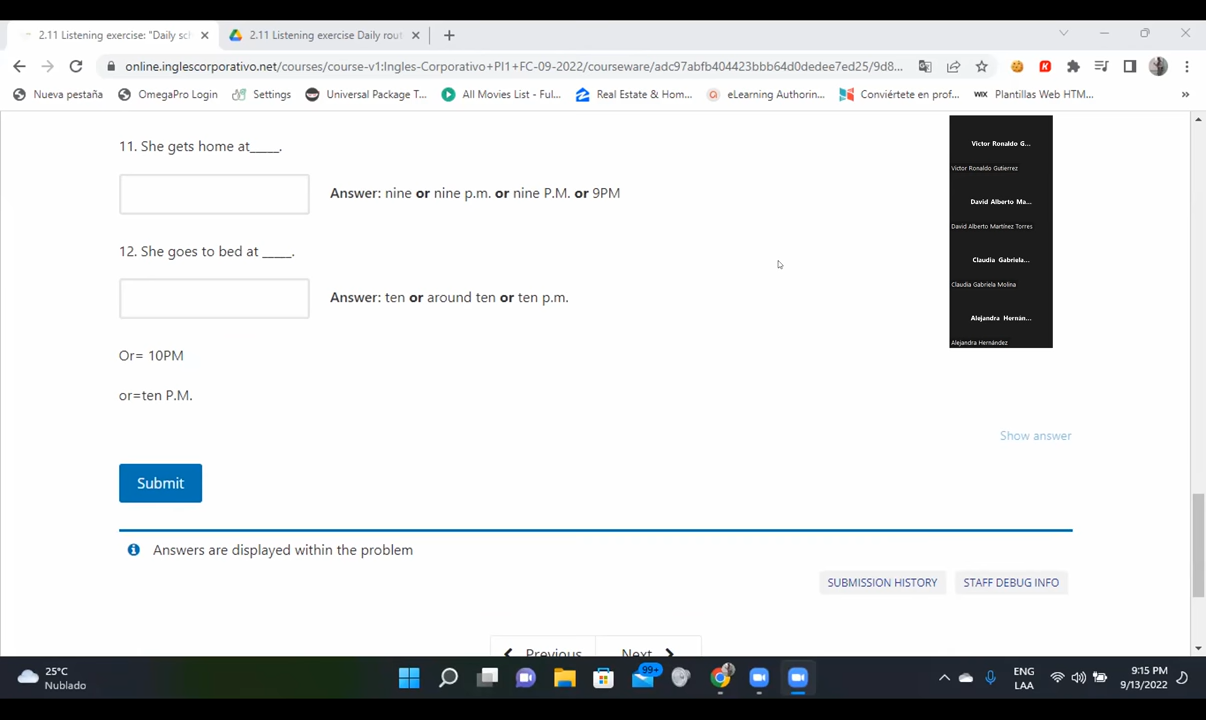 2.11 Listening exercise: "Daily sch
2.11 Listening exercise Daily rout
online.inglescorporativo.net/courses/course-v1:Ingles-Corporativo+PI1+FC-09-2022/courseware/adc97abfb404423bbb64d0dedee7ed25/9d8...
Nueva pestaña
OmegaPro Login
Settings
Universal Package T...
All Movies List - Ful...
Real Estate & Hom...
eLearning Authorin...
Conviértete en prof...
WIX Plantillas Web HTM...
»
11. She gets home at_____.
Answer: nine or nine p.m. or nine P.M. or 9PM
12. She goes to bed at _____.
Answer: ten or around ten or ten p.m.
Or= 10PM
or=ten P.M.
Victor Ronaldo G...
Victor Ronaldo Gutierrez
David Alberto Ma...
David Alberto Martínez Torres
Claudia Gabriela...
Claudia Gabriela Molina
Alejandra Hernán...
Alejandra Hernández
Show answer
Submit
Answers are displayed within the problem
SUBMISSION HISTORY
STAFF DEBUG INFO
Previous
Next
25°C
Nublado
99+
ENG
LAA
9:15 PM
9/13/2022